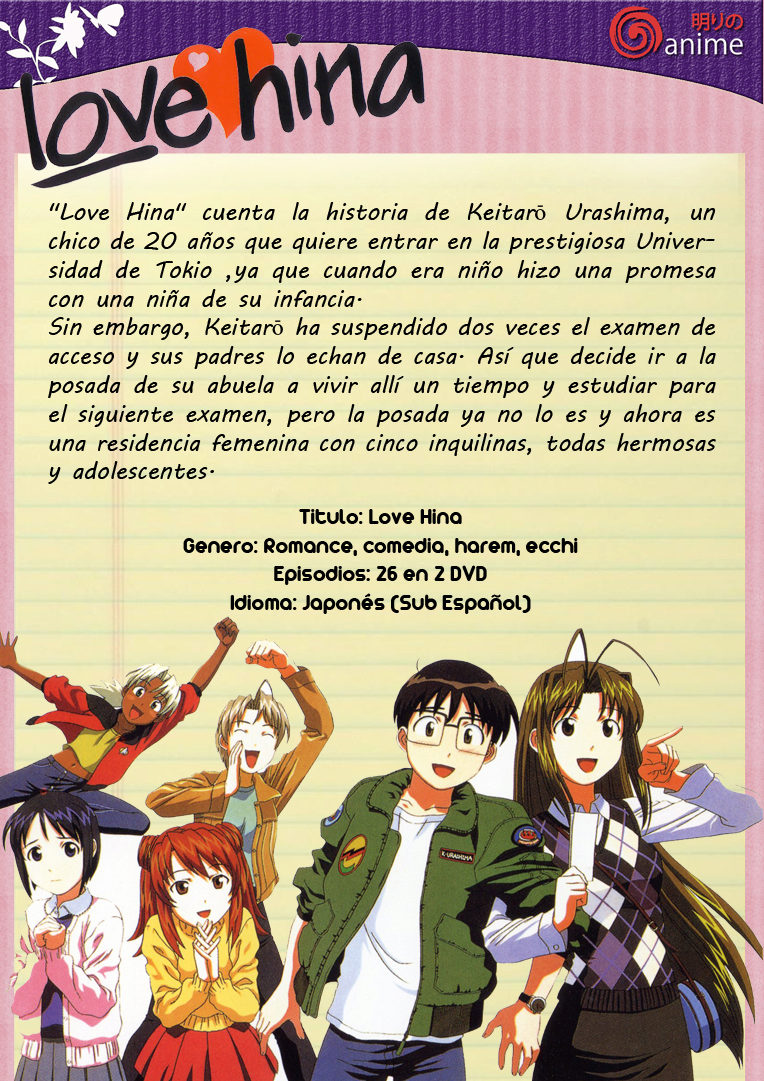 love hina
明りの
anime
"Love Hina" cuenta la historia de Keitarō Urashima, un
chico de 20 años que quiere entrar en la prestigiosa Univer-
sidad de Tokio ,ya que cuando era niño hizo una promesa
con una niña de su infancia.
Sin embargo, Keitarō ha suspendido dos veces el examen de
acceso y sus padres lo echan de casa. Así que decide ir a la
posada de su abuela a vivir allí un tiempo y estudiar para
el siguiente examen, pero la posada ya no lo es y ahora es
una residencia femenina con cinco inquilinas, todas hermosas
y adolescentes.
Titulo: Love Hina
Genero: Romance, comedia, harem, ecchi
Episodios: 26 en 2 DVD
Idioma: Japonés (Sub Español)
K·URASHIMA